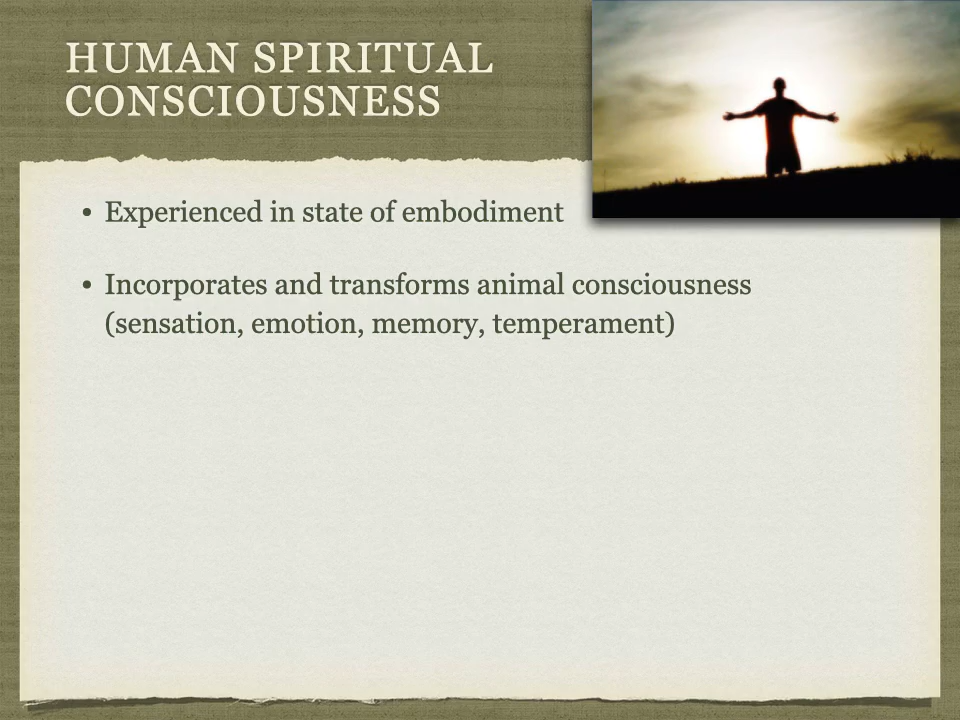 HUMAN SPIRITUAL
CONSCIOUSNESS
• Experienced in state of embodiment
• Incorporates and transforms animal consciousness
(sensation, emotion, memory, temperament)